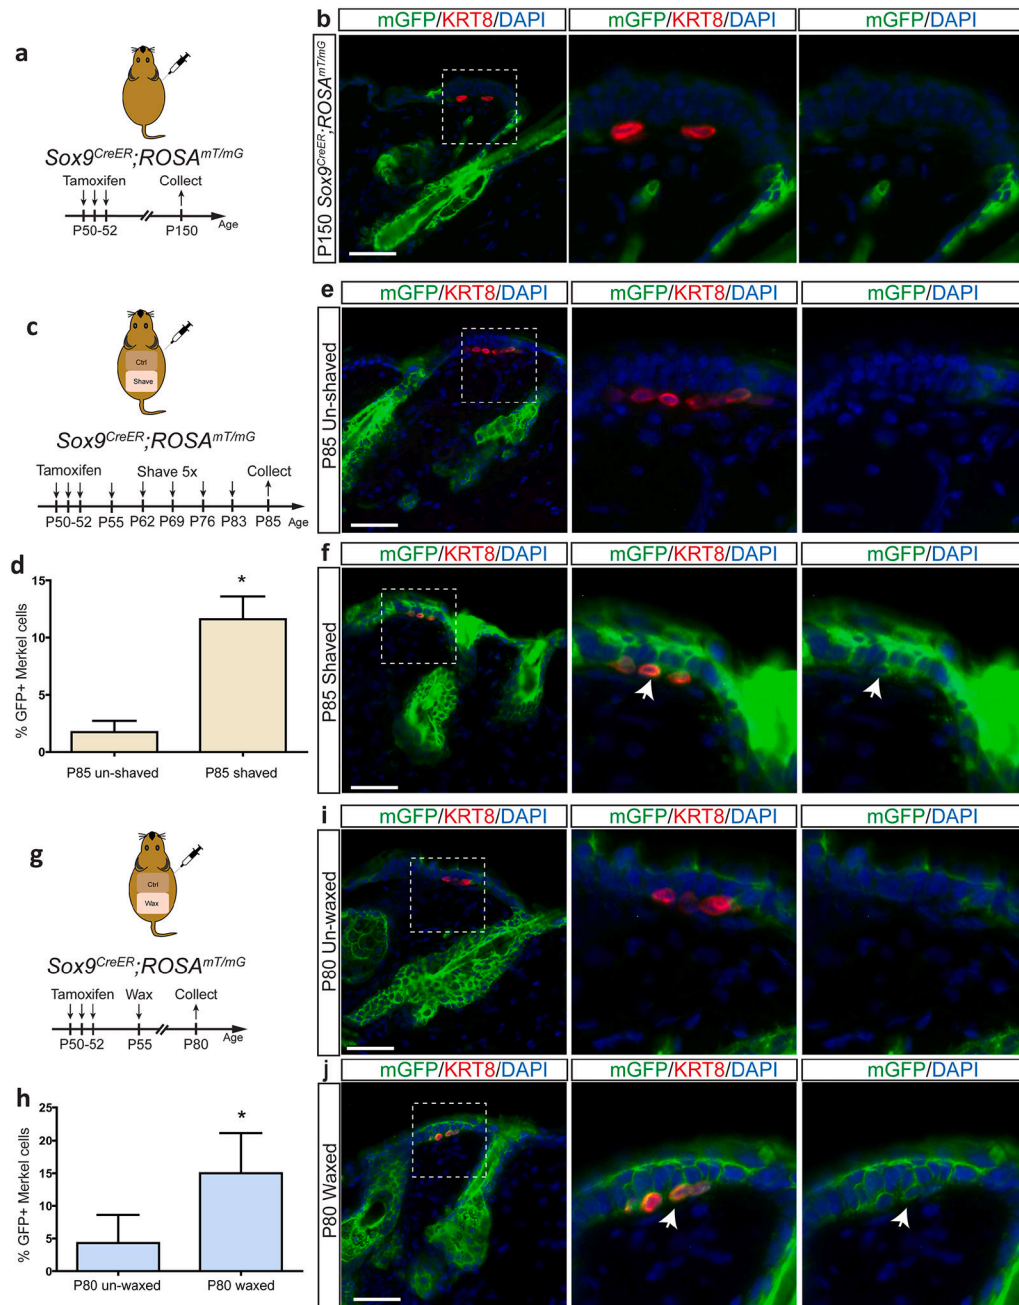 a
Sox9CreER;ROSAmT/mG
Tamoxifen Collect
P50-52 P150 Age
b
mGFP/KRT8/DAPI mGFP/KRT8/DAPI mGFP/DAPI
P150 Sox9CreER;ROSAmT/mG
c
Ctrl
Shave
Sox9CreER;ROSAmT/mG
Tamoxifen Shave 5x Collect
P50-52 P55 P62 P69 P76 P83 P85 Age
d
% GFP+ Merkel cells
15
10
5
0
*
P85 un-shaved P85 shaved
e
mGFP/KRT8/DAPI mGFP/KRT8/DAPI mGFP/DAPI
P85 Un-shaved
f
mGFP/KRT8/DAPI mGFP/KRT8/DAPI mGFP/DAPI
P85 Shaved
g
Ctrl
Wax
Sox9CreER;ROSAmT/mG
Tamoxifen Wax Collect
P50-52 P55 P80 Age
h
% GFP+ Merkel cells
25
20
15
10
5
0
*
P80 un-waxed P80 waxed
i
mGFP/KRT8/DAPI mGFP/KRT8/DAPI mGFP/DAPI
P80 Un-waxed
j
mGFP/KRT8/DAPI mGFP/KRT8/DAPI mGFP/DAPI
P80 Waxed